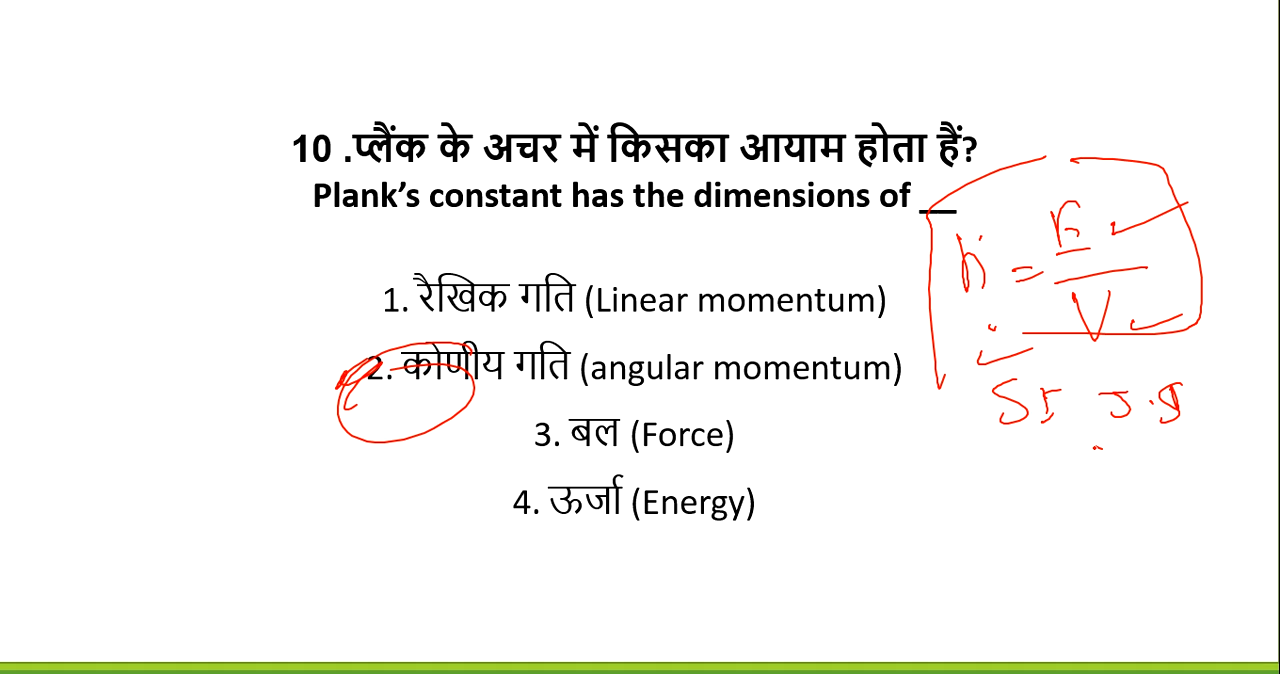 10 .प्लैंक के अचर में किसका आयाम होता हैं?
Plank’s constant has the dimensions of __
1. रैखिक गति (Linear momentum)
2. कोणीय गति (angular momentum)
3. बल (Force)
4. ऊर्जा (Energy)
h = E / V
SI J.S